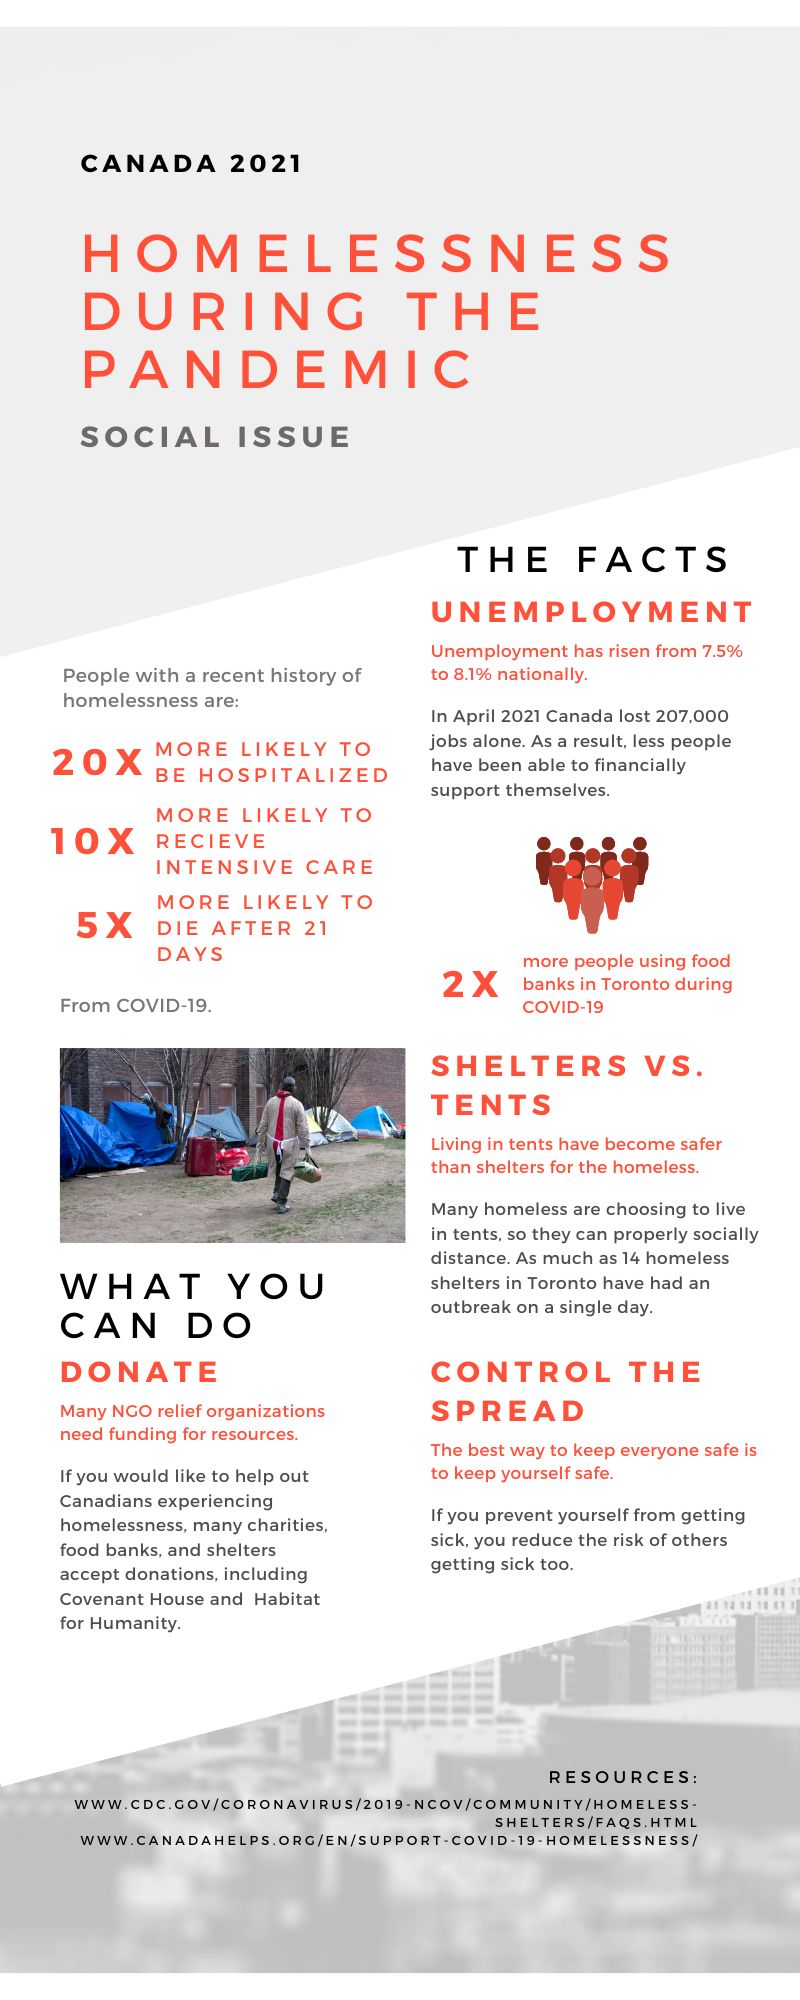 CANADA 2021
HOMELESSNESS
DURING THE
PANDEMIC
SOCIAL ISSUE
People with a recent history of
homelessness are:
20X MORE LIKELY TO
BE HOSPITALIZED
10X MORE LIKELY TO
RECIEVE
INTENSIVE CARE
5X MORE LIKELY TO
DIE AFTER 21
DAYS
From COVID-19.
THE FACTS
UNEMPLOYMENT
Unemployment has risen from 7.5%
to 8.1% nationally.
In April 2021 Canada lost 207,000
jobs alone. As a result, less people
have been able to financially
support themselves.
2X more people using food
banks in Toronto during
COVID-19
SHELTERS VS.
TENTS
Living in tents have become safer
than shelters for the homeless.
Many homeless are choosing to live
in tents, so they can properly socially
distance. As much as 14 homeless
shelters in Toronto have had an
outbreak on a single day.
WHAT YOU
CAN DO
DONATE
Many NGO relief organizations
need funding for resources.
If you would like to help out
Canadians experiencing
homelessness, many charities,
food banks, and shelters
accept donations, including
Covenant House and  Habitat
for Humanity.
CONTROL THE
SPREAD
The best way to keep everyone safe is
to keep yourself safe.
If you prevent yourself from getting
sick, you reduce the risk of others
getting sick too.
RESOURCES:
WWW.CDC.GOV/CORONAVIRUS/2019-NCOV/COMMUNITY/HOMELESS-
SHELTERS/FAQS.HTML
WWW.CANADAHELPS.ORG/EN/SUPPORT-COVID-19-HOMELESSNESS/